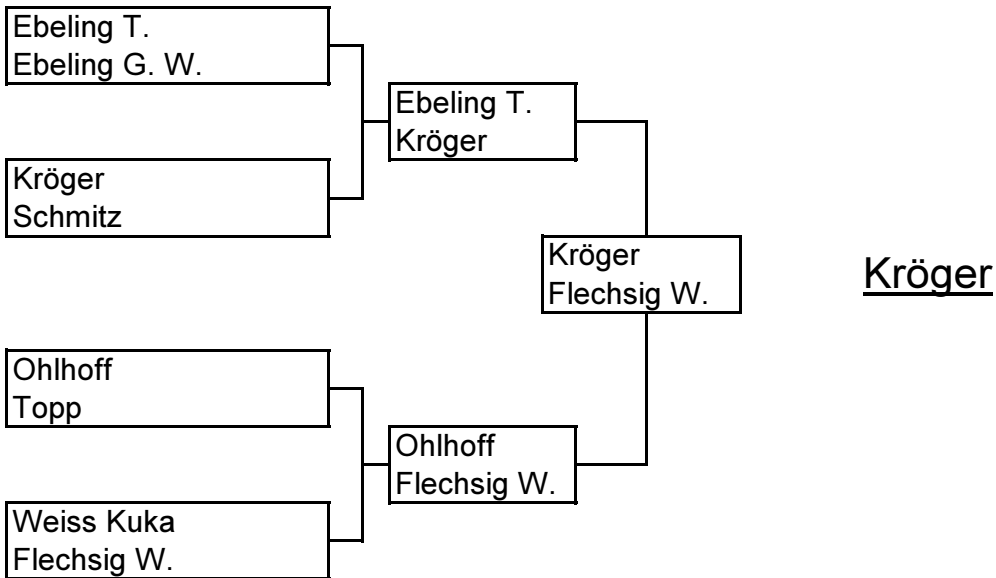 Ebeling T.
Ebeling G. W.
Kröger
Schmitz
Ohlhoff
Topp
Weiss Kuka
Flechsig W.
Ebeling T.
Kröger
Ohlhoff
Flechsig W.
Kröger
Flechsig W.
Kröger